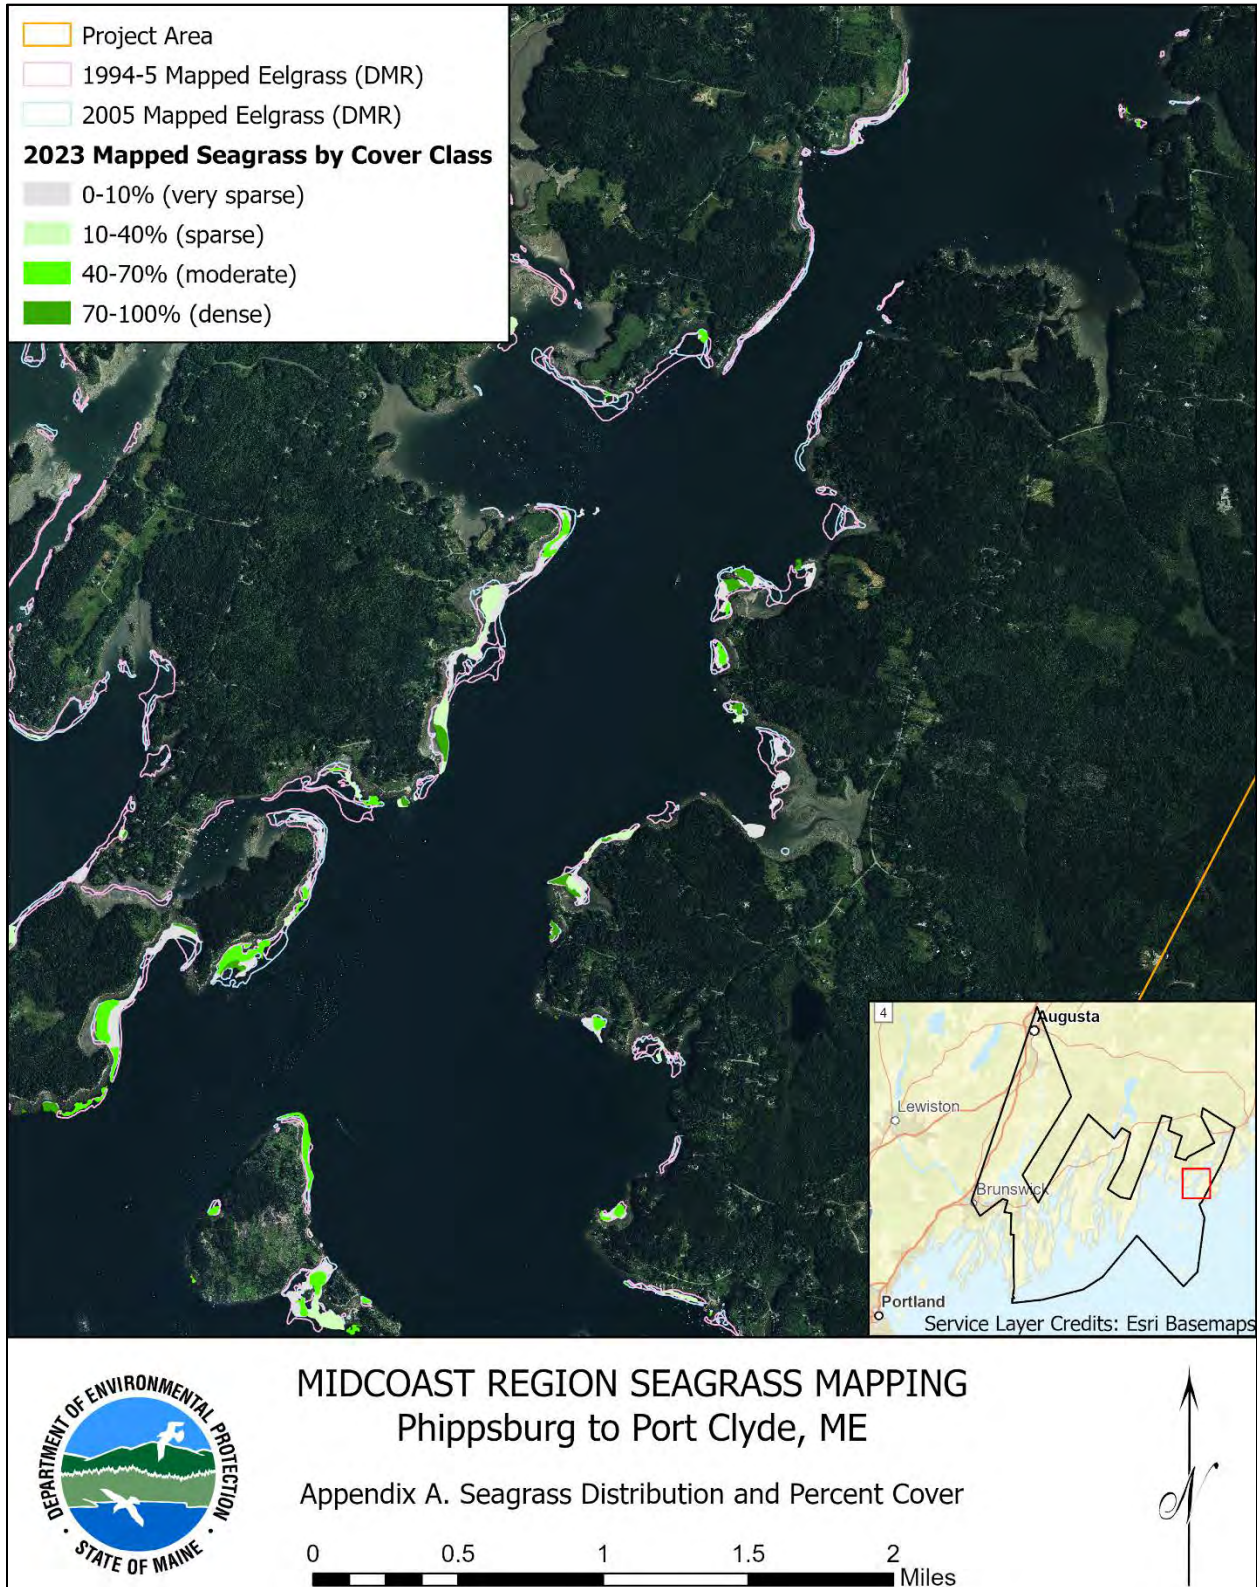 Project Area
1994-5 Mapped Eelgrass (DMR)
2005 Mapped Eelgrass (DMR)
2023 Mapped Seagrass by Cover Class
0-10% (very sparse)
10-40% (sparse)
40-70% (moderate)
70-100% (dense)
4
Augusta
Lewiston
Brunswick
Portland
Service Layer Credits: Esri Basemaps
DEPARTMENT OF ENVIRONMENTAL PROTECTION
· STATE OF MAINE ·
MIDCOAST REGION SEAGRASS MAPPING
Phippsburg to Port Clyde, ME
Appendix A. Seagrass Distribution and Percent Cover
N
0 0.5 1 1.5 2
Miles